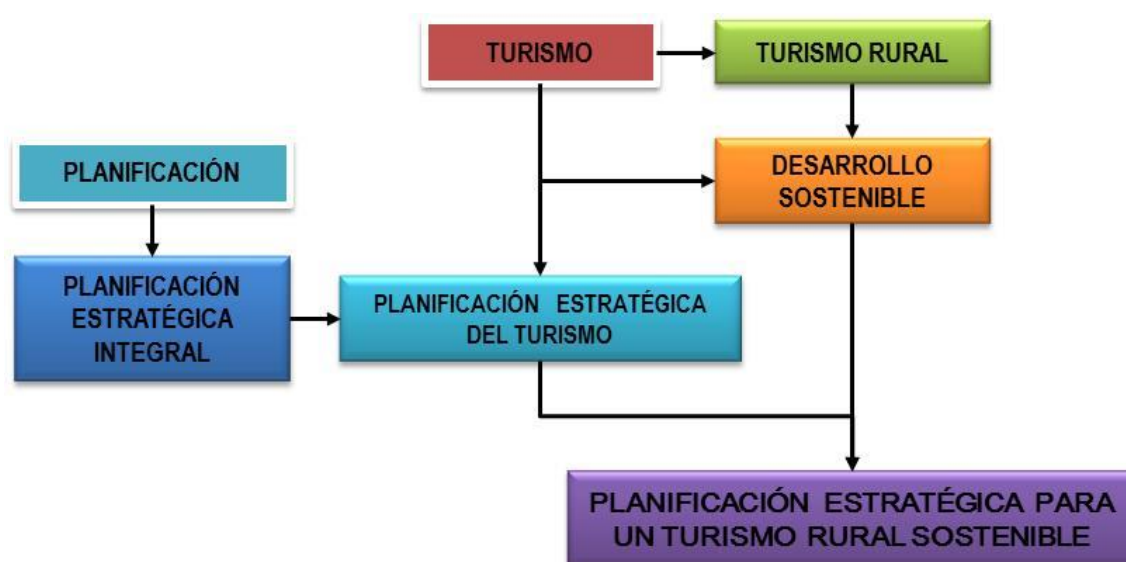 TURISMO
TURISMO RURAL
PLANIFICACIÓN
DESARROLLO
SOSTENIBLE
PLANIFICACIÓN
ESTRATÉGICA
INTEGRAL
PLANIFICACIÓN ESTRATÉGICA
DEL TURISMO
PLANIFICACIÓN ESTRATÉGICA PARA
UN TURISMO RURAL SOSTENIBLE